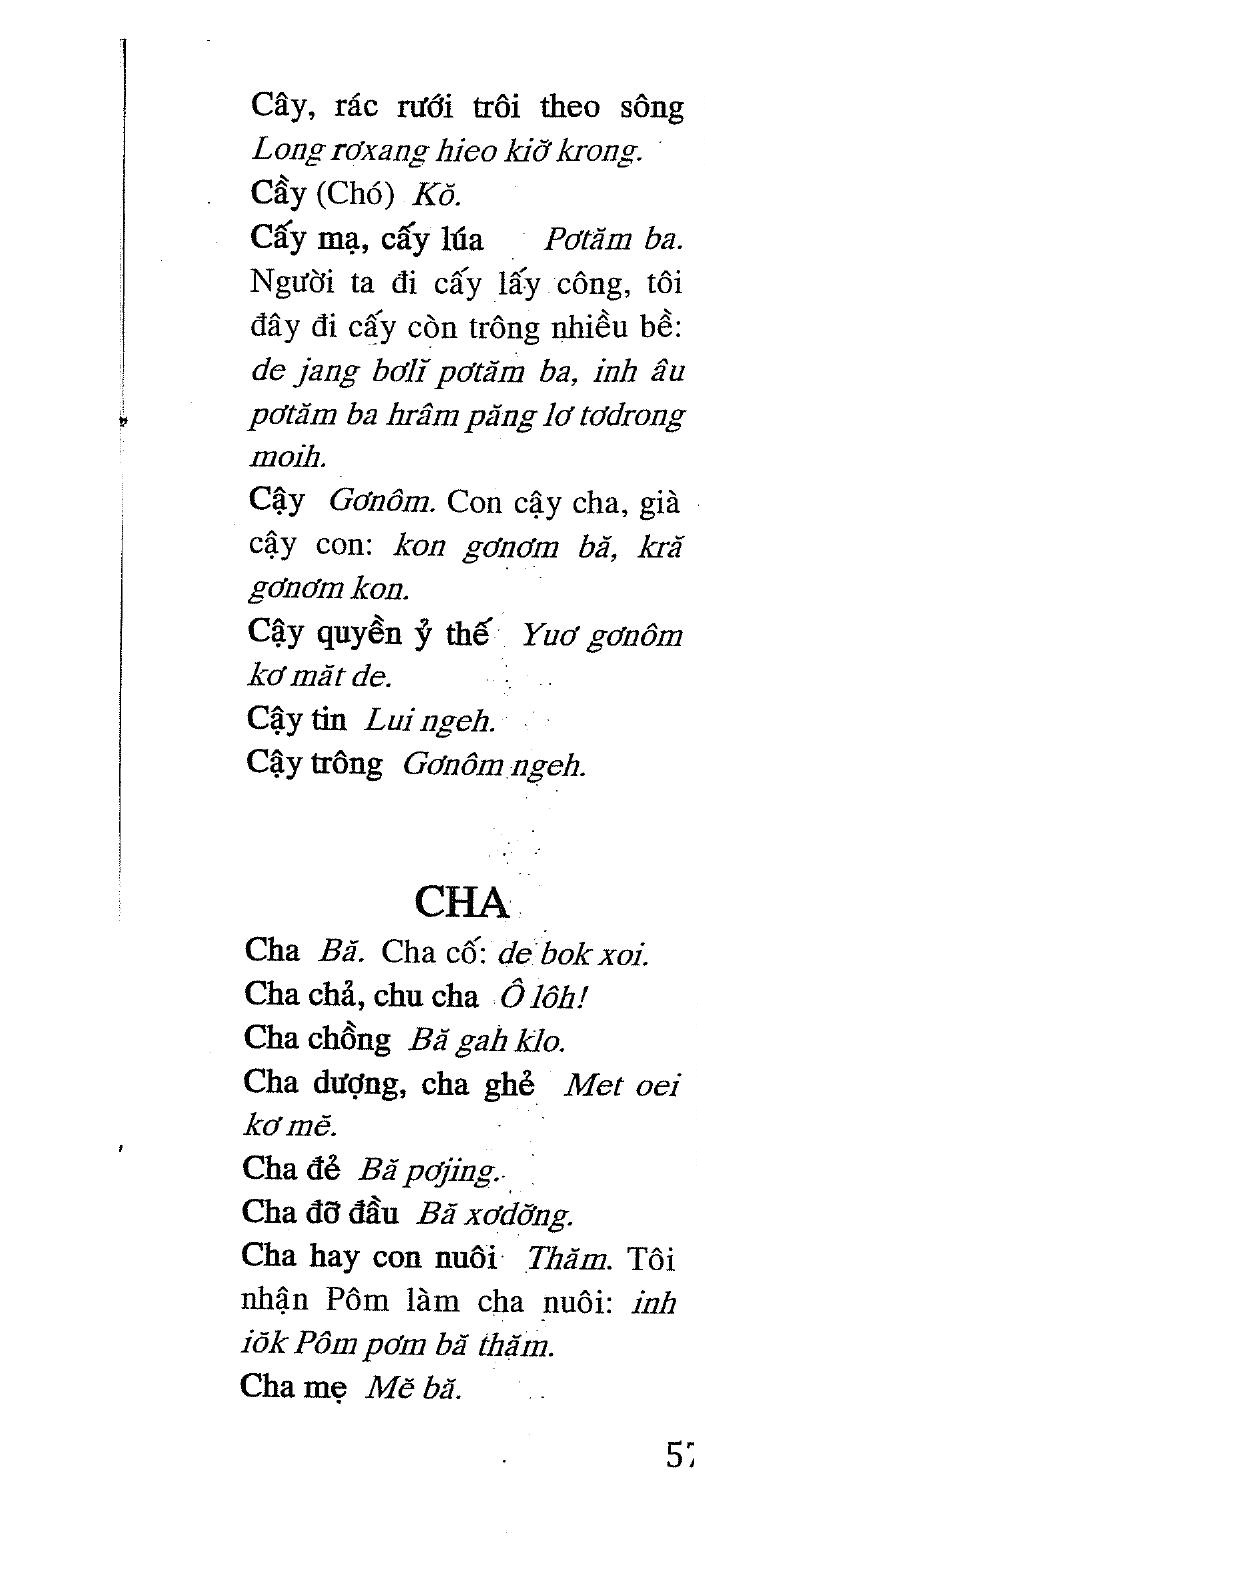 Cây, rác rưới trôi theo sông
Long rơxang hieo kiờ̆ krong.
Cầy (Chó) Kŏ.
Cấy mạ, cấy lúa Pơtăm ba.
Người ta đi cấy lấy công, tôi
đây đi cấy còn trông nhiều bề:
de jang bơlĭ pơtăm ba, inh âu
pơtăm ba hrâm păng lơ tơdrong
moih.
Cậy Gơnôm. Con cậy cha, già
cậy con: kon gơnơm bă, kră
gơnơm kon.
Cậy quyền ỷ thế Yuơ gơnôm
kơ măt de.
Cậy tin Lui ngeh.
Cậy trông Gơnôm ngeh.
CHA
Cha Bă. Cha cố: de bok xoi.
Cha chả, chu cha Ô lôh!
Cha chồng Bă gah klo.
Cha dượng, cha ghẻ Met oei
kơ mĕ.
Cha đẻ Bă pơjing.
Cha đỡ đầu Bă xơdơ̆ng.
Cha hay con nuôi Thăm. Tôi
nhận Pôm làm cha nuôi: inh
iŏk Pôm pơm bă thăm.
Cha mẹ Mĕ bă.
57